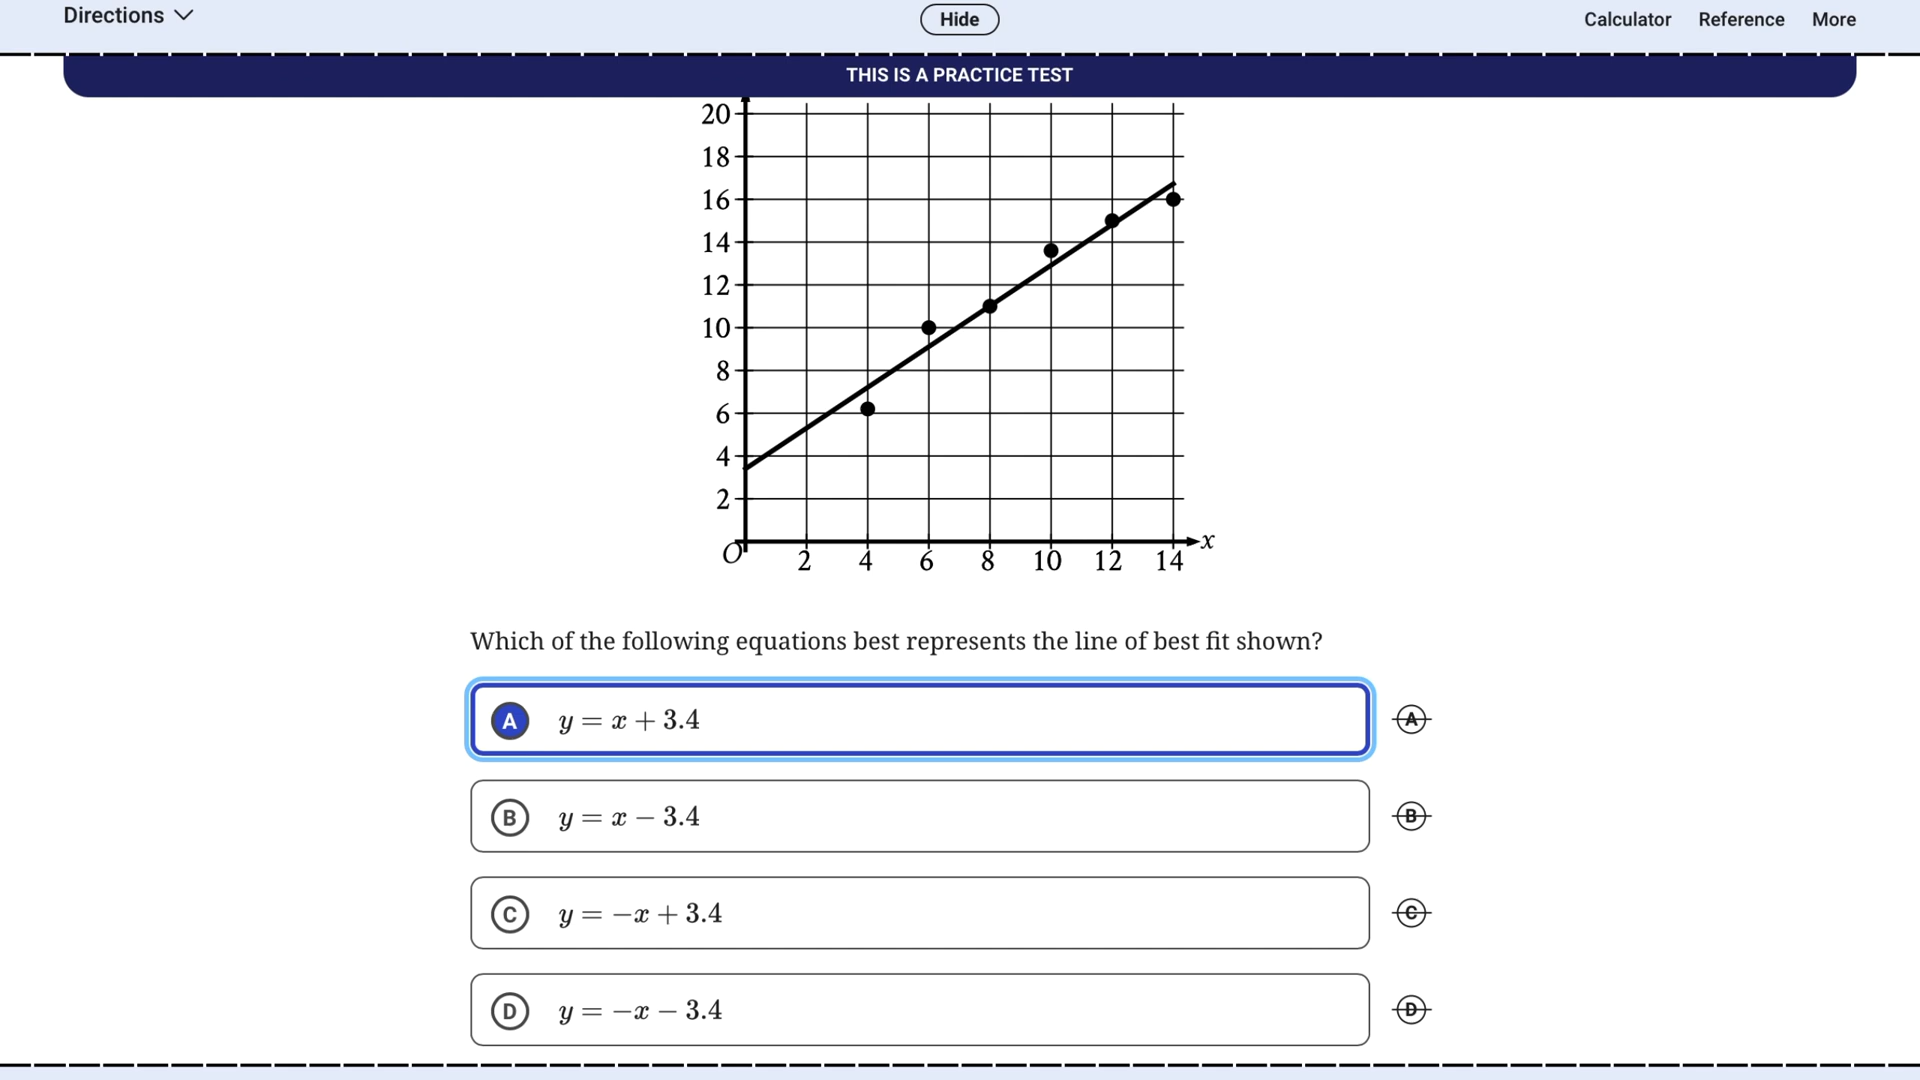 Directions
Hide
Calculator Reference More
THIS IS A PRACTICE TEST
20
18
16
14
12
10
8
6
4
2
O
2 4 6 8 10 12 14
x
Which of the following equations best represents the line of best fit shown?
A y = x + 3.4 A
B y = x − 3.4 B
C y = −x + 3.4 C
D y = −x − 3.4 D